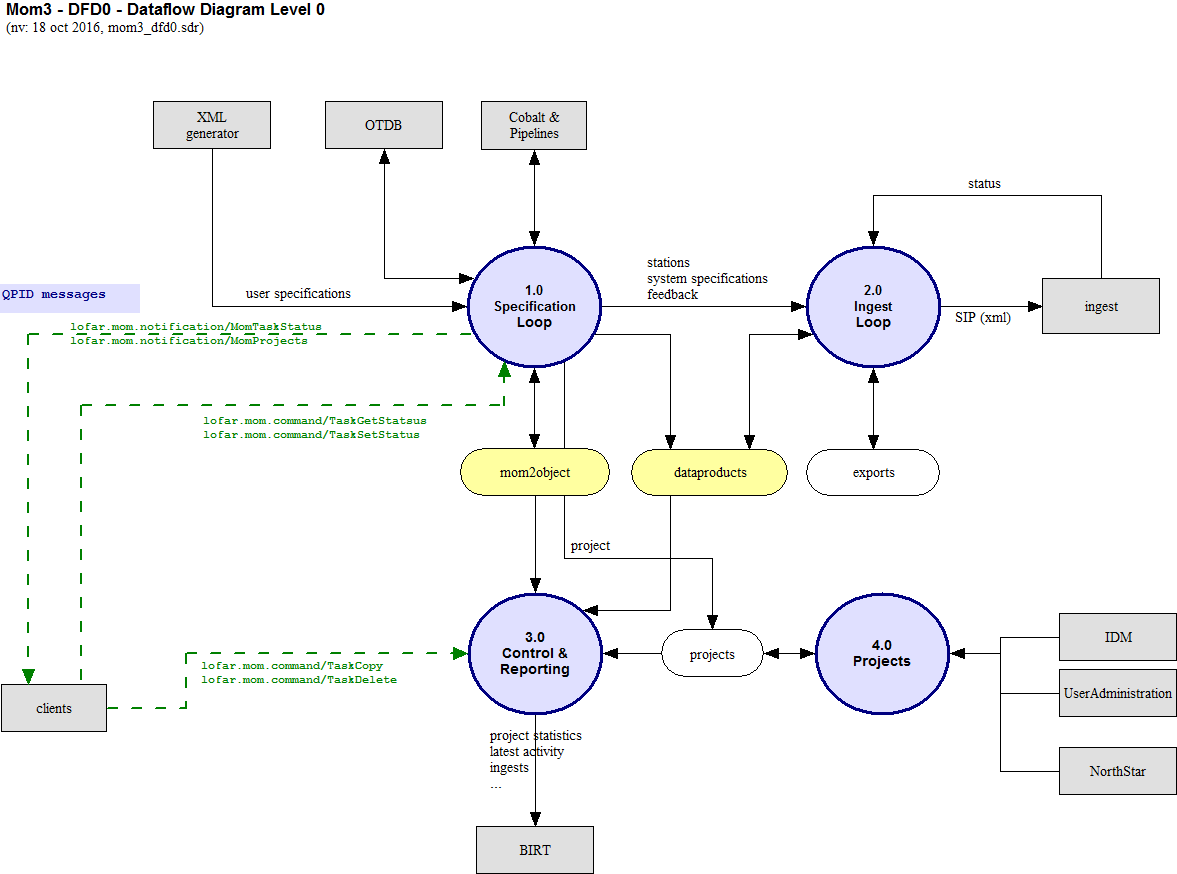 Mom3 - DFD0 - Dataflow Diagram Level 0
(nv: 18 oct 2016, mom3_dfd0.sdr)
XML
generator
OTDB
Cobalt &
Pipelines
status
stations
system specifications
feedback
1.0
Specification
Loop
2.0
Ingest
Loop
QPID messages
user specifications
SIP (xml)
ingest
lofar.mom.notification/MomTaskStatus
lofar.mom.notification/MomProjects
lofar.mom.command/TaskGetStatsus
lofar.mom.command/TaskSetStatus
mom2object
dataproducts
exports
project
3.0
Control &
Reporting
projects
4.0
Projects
IDM
UserAdministration
NorthStar
lofar.mom.command/TaskCopy
lofar.mom.command/TaskDelete
clients
project statistics
latest activity
ingests
...
BIRT